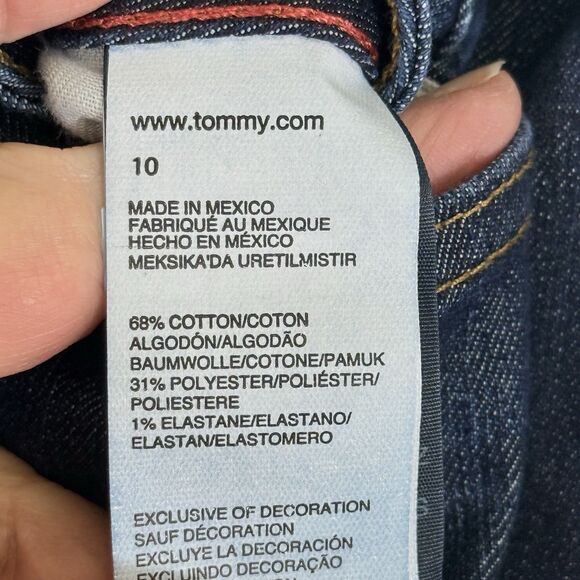 www.tommy.com
10
MADE IN MEXICO
FABRIQUÉ AU MEXIQUE
HECHO EN MÉXICO
MEKSIKA'DA URETILMISTIR
68% COTTON/COTON
ALGODÓN/ALGODÃO
BAUMWOLLE/COTONE/PAMUK
31% POLYESTER/POLIÉSTER/
POLIESTERE
1% ELASTANE/ELASTANO/
ELASTAN/ELASTOMERO
EXCLUSIVE OF DECORATION
SAUF DÉCORATION
EXCLUYE LA DECORACIÓN
EXCLUINDO DECORAÇÃO